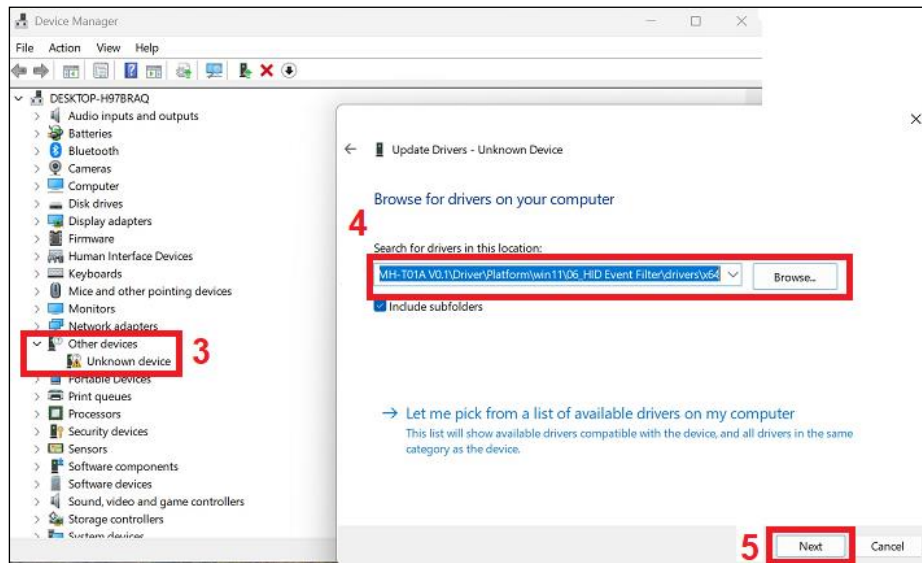 Device Manager
File Action View Help
DESKTOP-H97BRAQ
Audio inputs and outputs
Batteries
Bluetooth
Cameras
Computer
Disk drives
Display adapters
Firmware
Human Interface Devices
Keyboards
Mice and other pointing devices
Monitors
Network adapters
Other devices
Unknown device
3
Portable Devices
Print queues
Processors
Security devices
Sensors
Software components
Software devices
Sound, video and game controllers
Storage controllers
System devices
Update Drivers - Unknown Device
Browse for drivers on your computer
4
Search for drivers in this location:
MH-T01A V0.1\Driver\Platform\win11\06_HID Event Filter\drivers\x64
Browse...
Include subfolders
Let me pick from a list of available drivers on my computer
This list will show available drivers compatible with the device, and all drivers in the same
category as the device.
5
Next Cancel